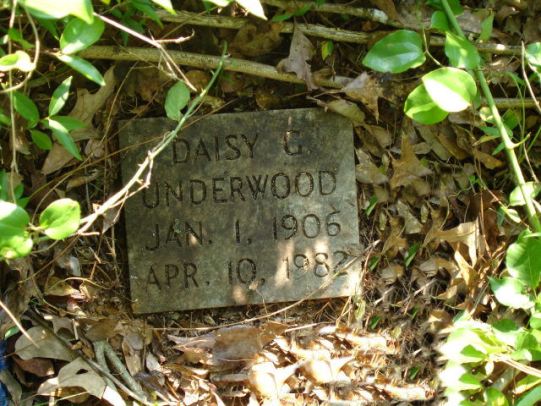 DAISY G.
UNDERWOOD
JAN. 1, 1906
APR. 10, 1982